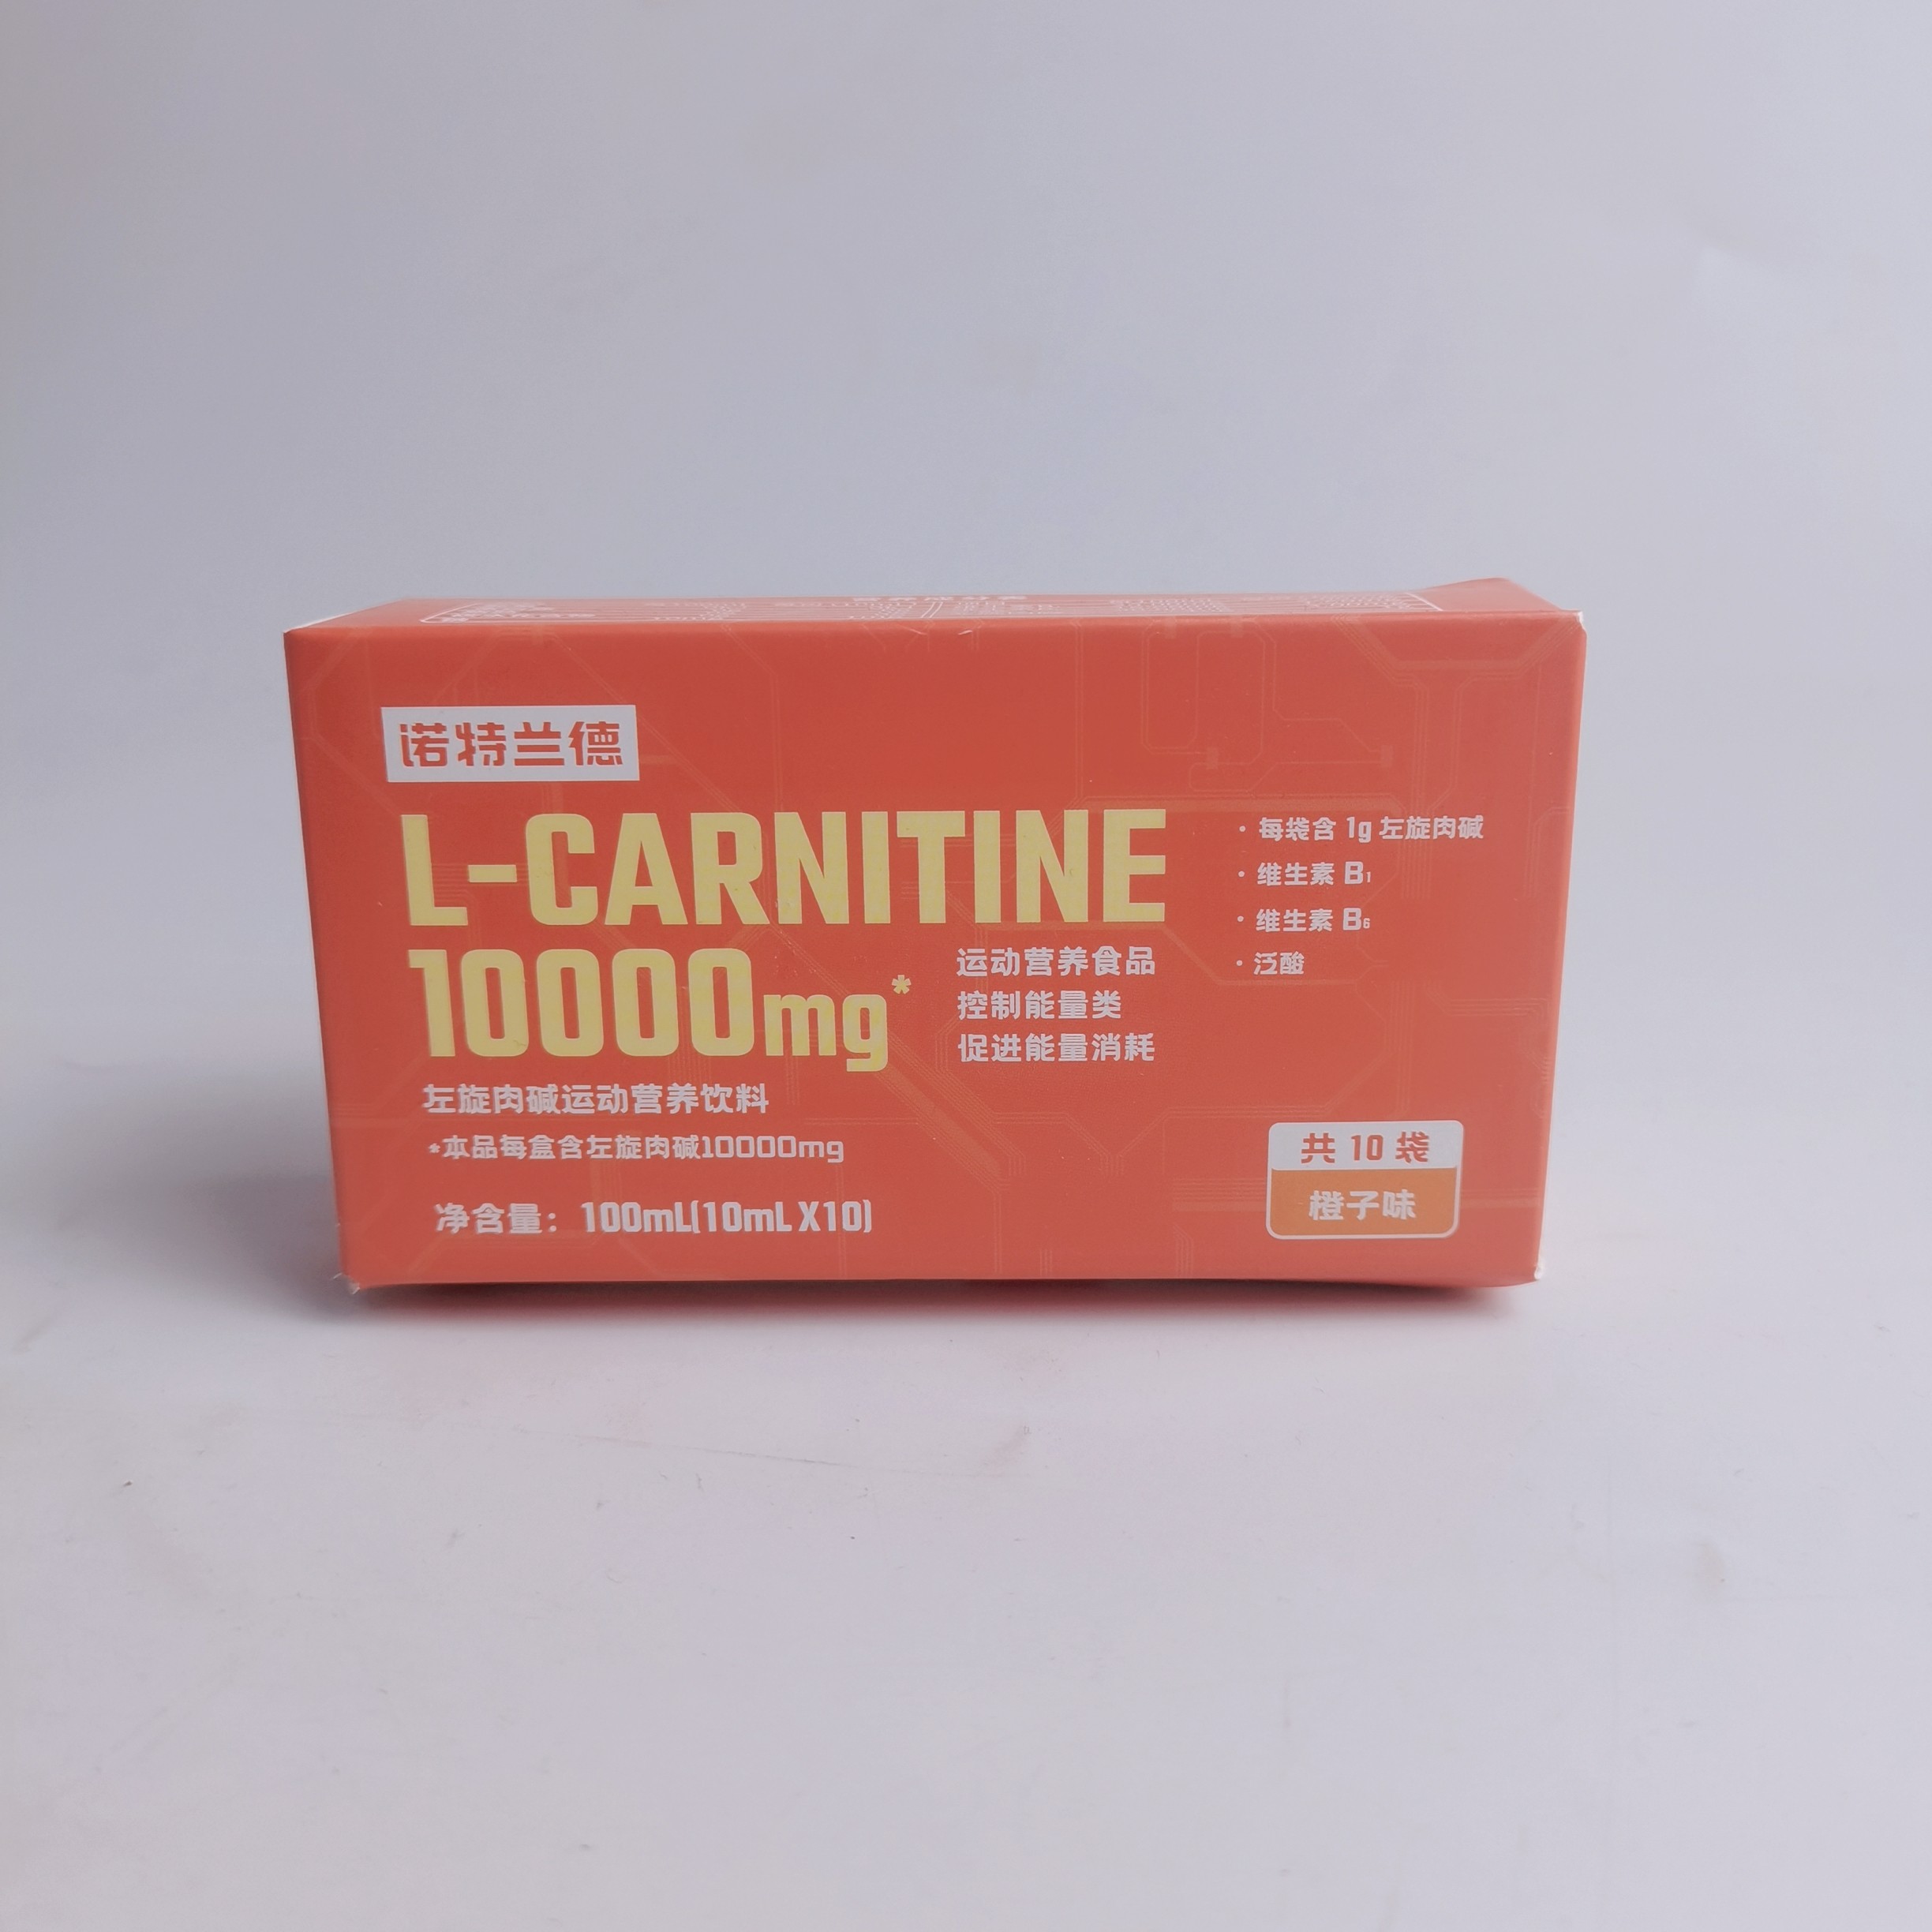 诺特兰德
L-CARNITINE
10000mg*
运动营养食品
控制能量类
促进能量消耗
· 每袋含 1g 左旋肉碱
· 维生素 B₁
· 维生素 B₆
· 泛酸
左旋肉碱运动营养饮料
*本品每盒含左旋肉碱10000mg
净含量：100mL(10mL X10)
共 10 袋
橙子味